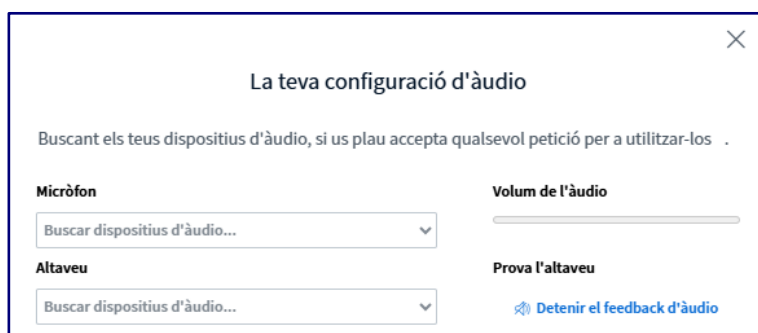 La teva configuració d'àudio
Buscant els teus dispositius d'àudio, si us plau accepta qualsevol petició per a utilitzar-los .
Micròfon
Volum de l'àudio
Buscar dispositius d'àudio...
Altaveu
Prova l'altaveu
Buscar dispositius d'àudio...
Detenir el feedback d'àudio